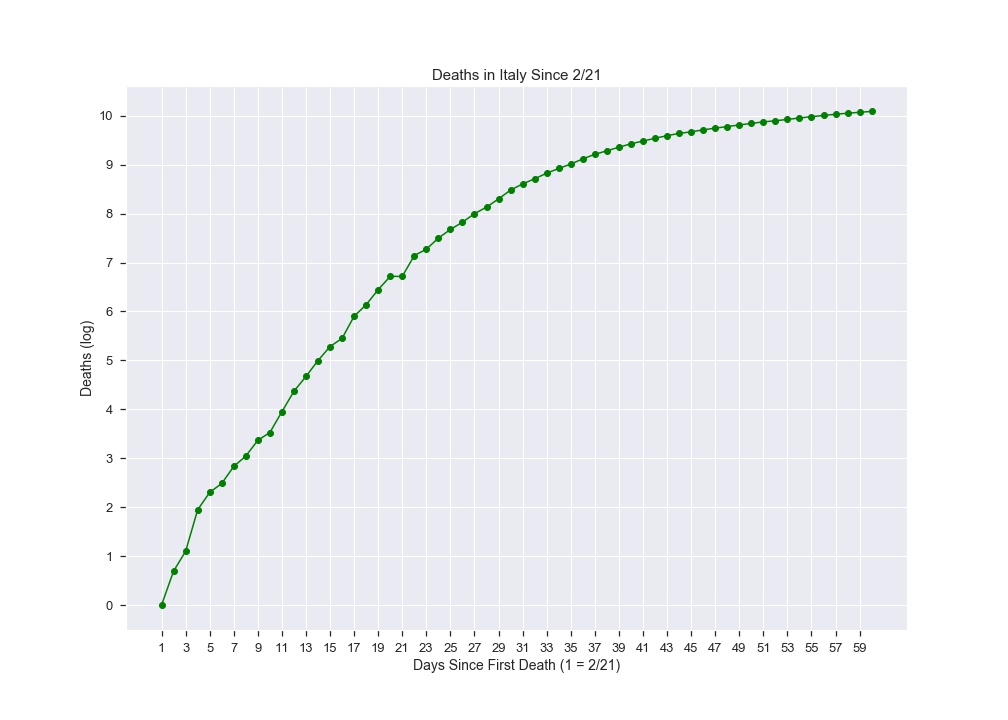 Deaths in Italy Since 2/21
10
9
8
7
6
5
4
3
2
1
0
Deaths (log)
1 3 5 7 9 11 13 15 17 19 21 23 25 27 29 31 33 35 37 39 41 43 45 47 49 51 53 55 57 59
Days Since First Death (1 = 2/21)